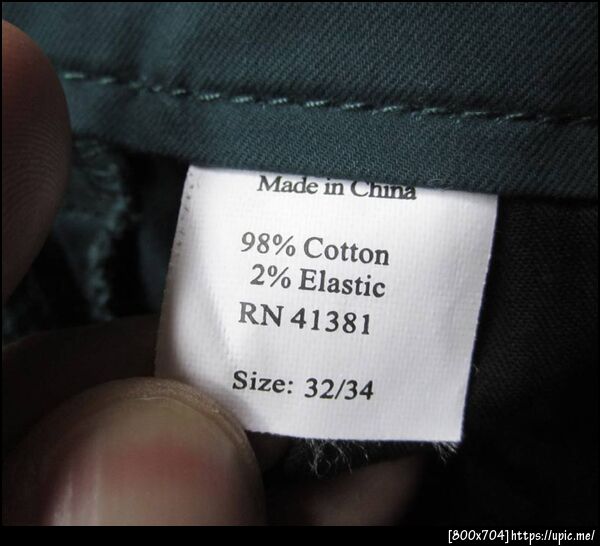 Made in China
98% Cotton
2% Elastic
RN 41381
Size: 32/34
[800x704]https://upic.me/